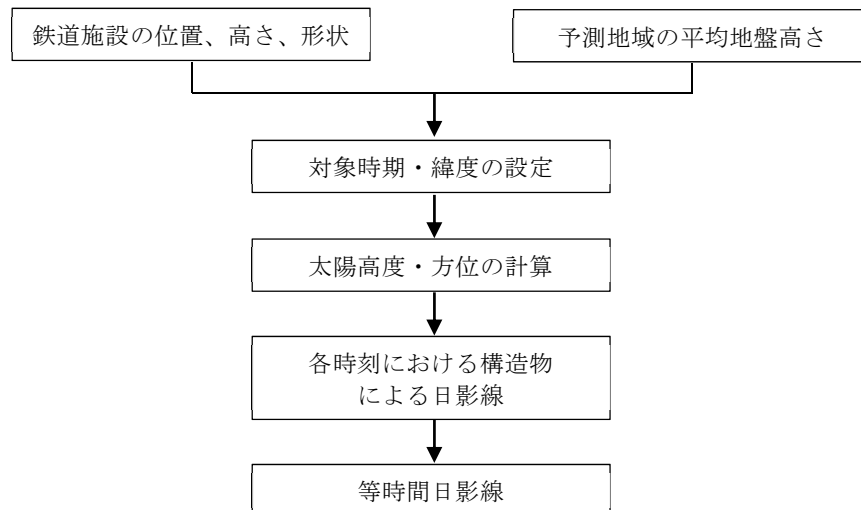 鉄道施設の位置、高さ、形状
予測地域の平均地盤高さ
対象時期・緯度の設定
太陽高度・方位の計算
各時刻における構造物
による日影線
等時間日影線